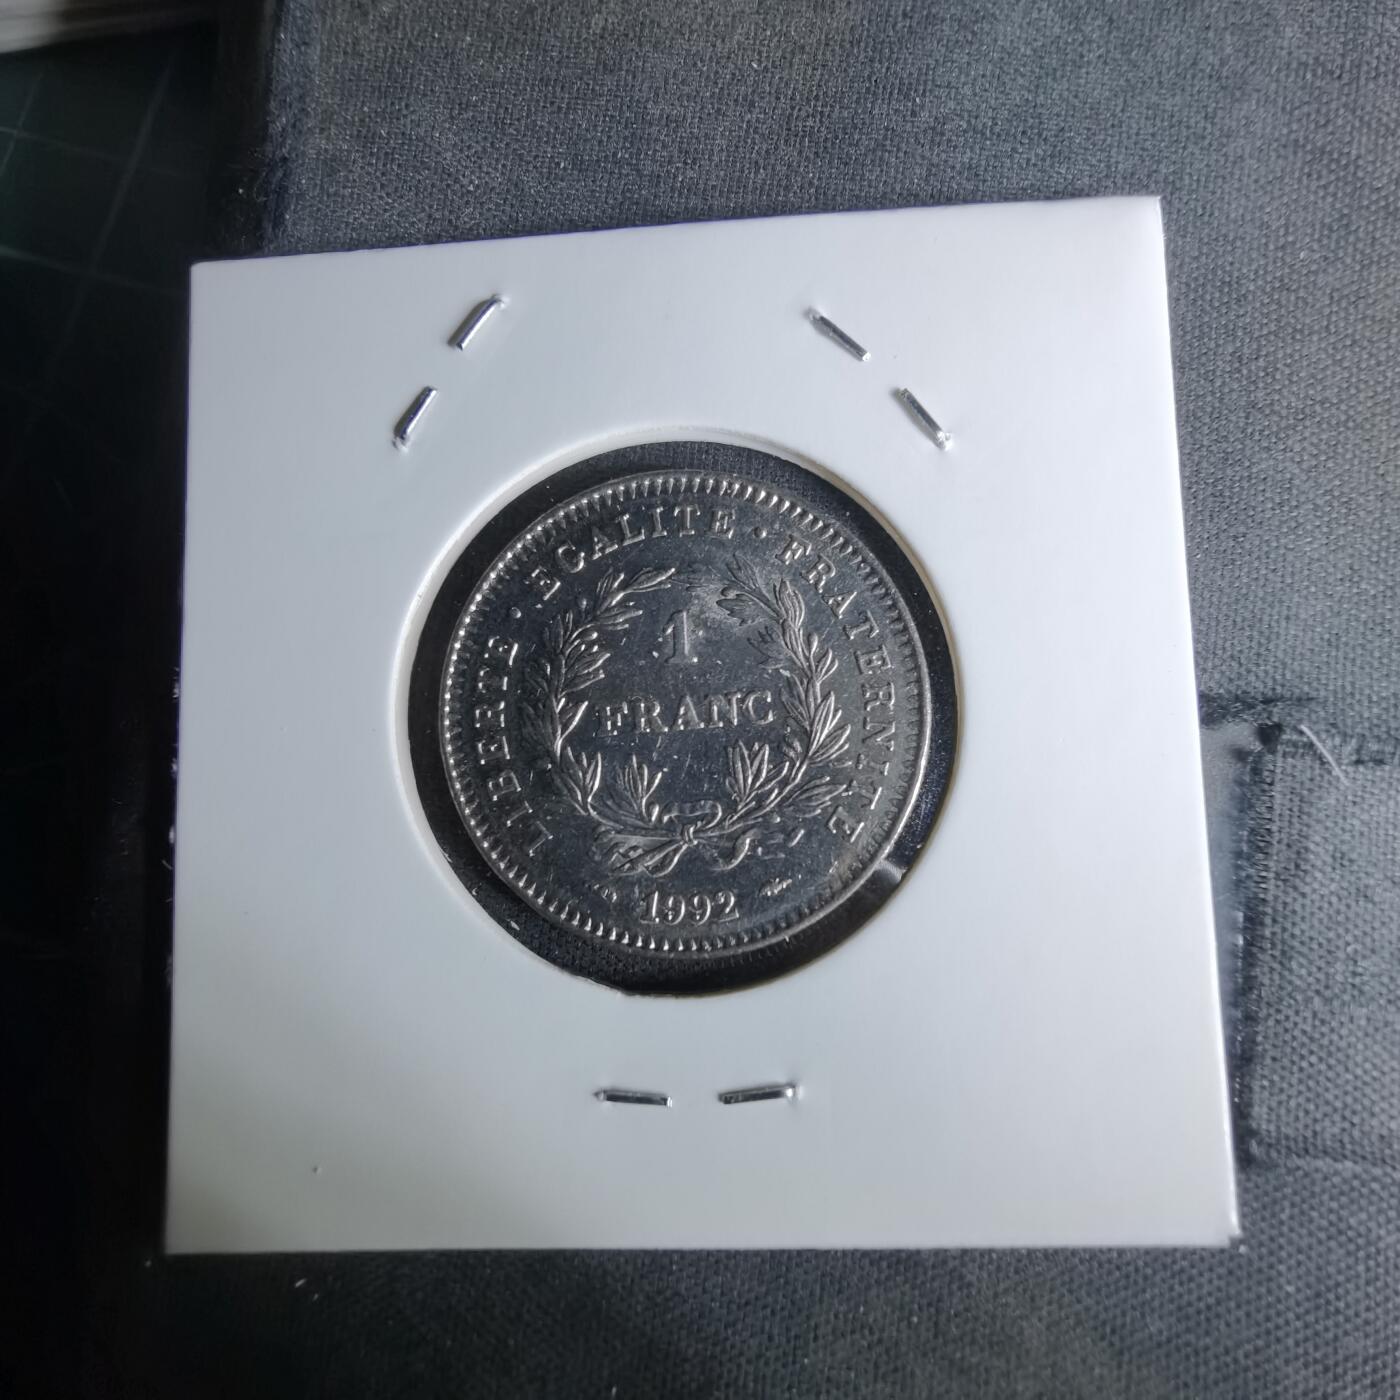 LIBERTE · EGALITE · FRATERNITE
1
FRANC
1992